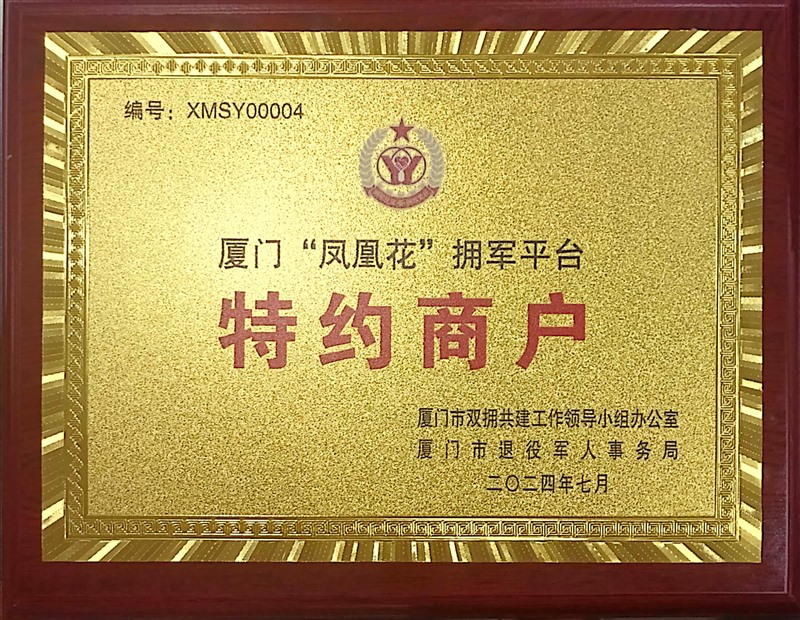 编号：XMSY00004
厦门“凤凰花”拥军平台
特约商户
厦门市双拥共建工作领导小组办公室
厦门市退役军人事务局
二〇二四年七月